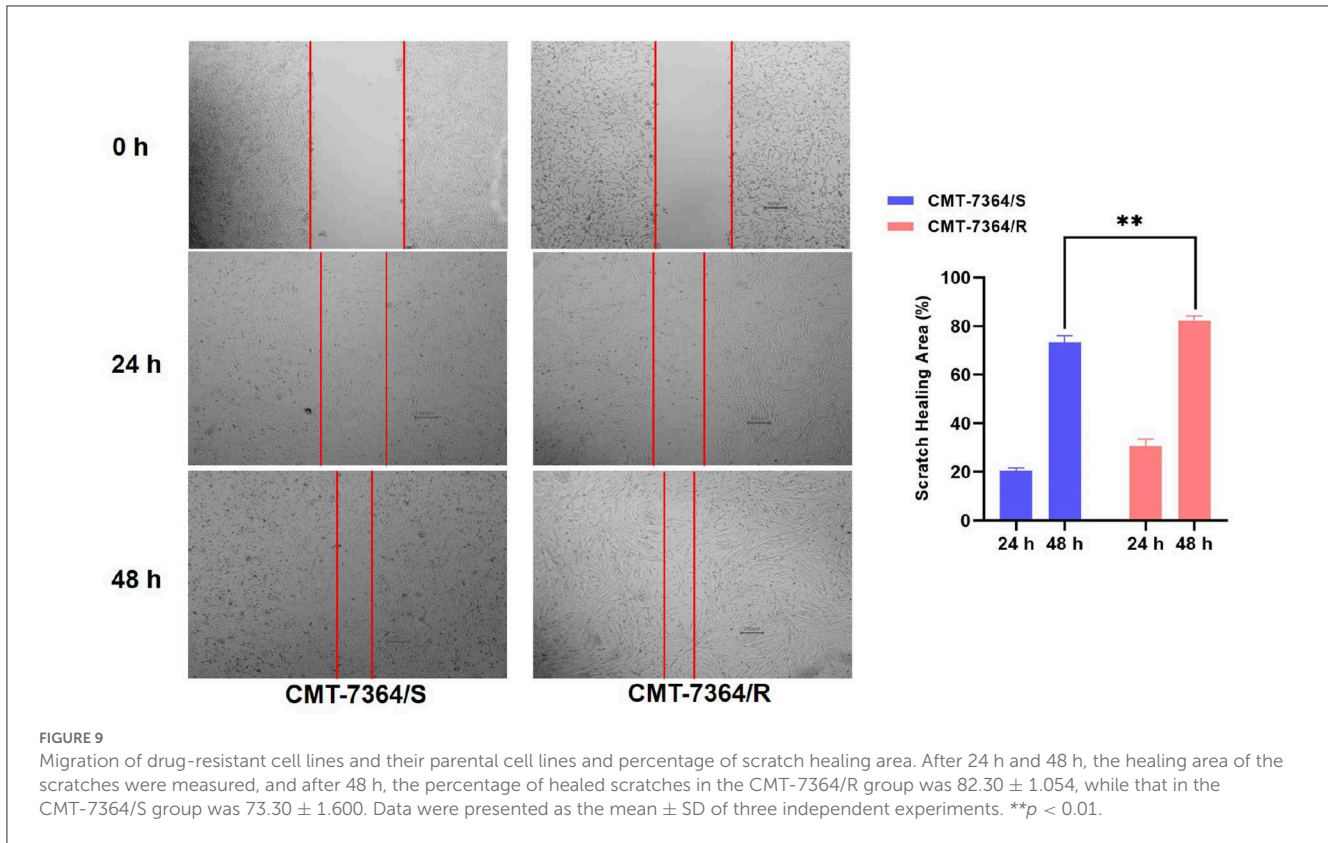 0 h
24 h
48 h
CMT-7364/S
CMT-7364/R
CMT-7364/S
CMT-7364/R
**
Scratch Healing Area (%)
100
80
60
40
20
0
24 h 48 h 24 h 48 h
FIGURE 9
Migration of drug-resistant cell lines and their parental cell lines and percentage of scratch healing area. After 24 h and 48 h, the healing area of the
scratches were measured, and after 48 h, the percentage of healed scratches in the CMT-7364/R group was 82.30 ± 1.054, while that in the
CMT-7364/S group was 73.30 ± 1.600. Data were presented as the mean ± SD of three independent experiments. **p < 0.01.